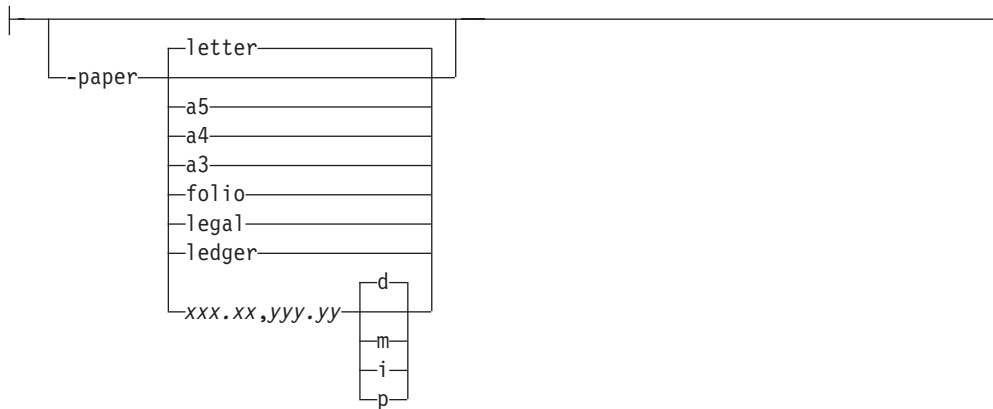 letter
-paper
a5
a4
a3
folio
legal
ledger
d
xxx.xx,yyy.yy
m
i
p